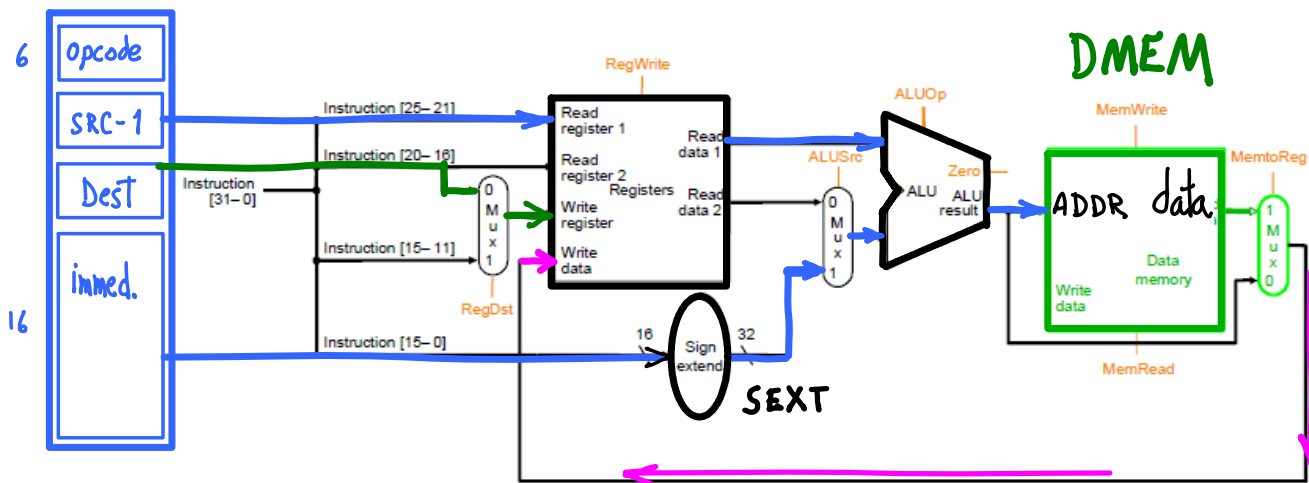 6
opcode
SRC-1
Dest
immed.
16
Instruction [25–21]
Instruction [20–16]
Instruction
[31–0]
Instruction [15–11]
Instruction [15–0]
0
M
u
x
1
RegDst
RegWrite
Read
register 1
Read
register 2
Registers
Write
register
Write
data
Read
data 1
Read
data 2
16
Sign
extend
32
SEXT
ALUSrc
0
M
u
x
1
ALUOp
Zero
ALU
ALU
result
DMEM
MemWrite
ADDR
data
Data
memory
Write
data
MemRead
MemtoReg
1
M
u
x
0